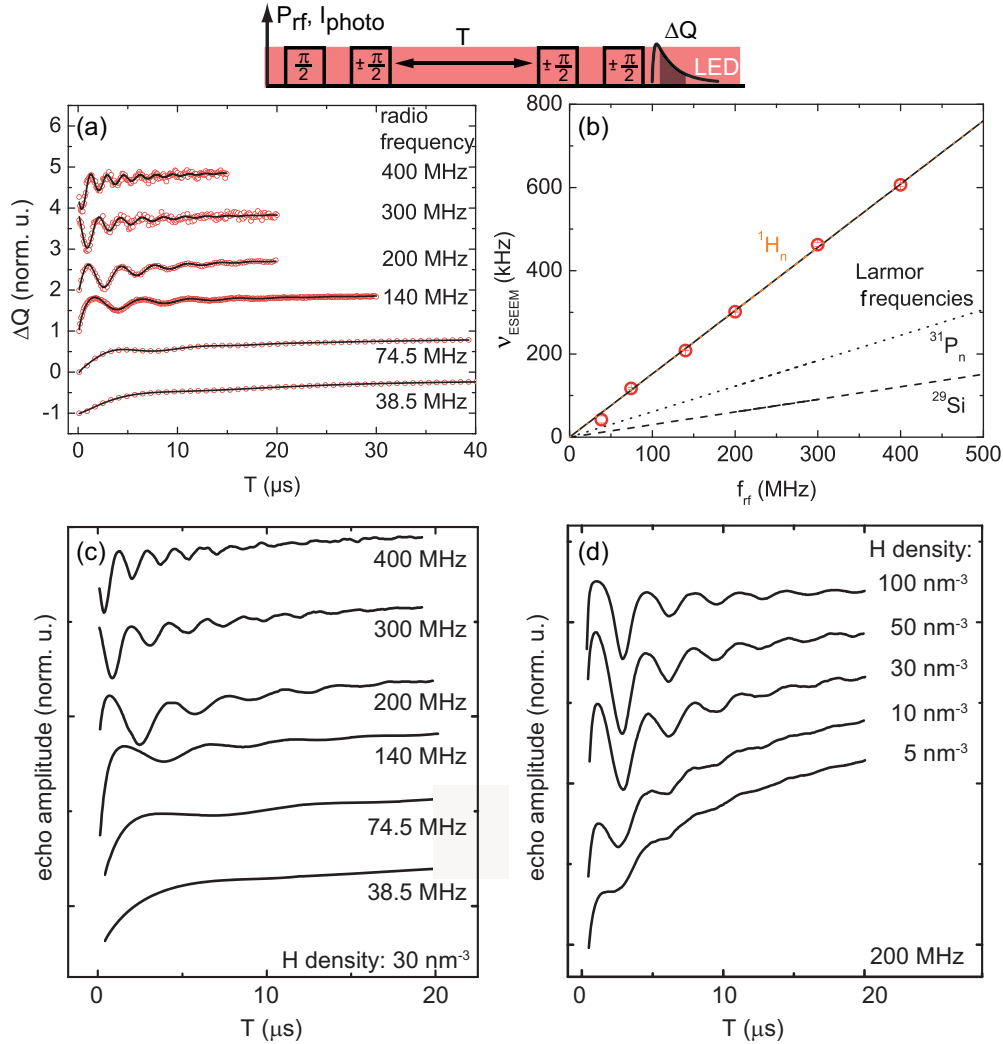 P_rf, I_photo
π/2
± π/2
T
± π/2
± π/2
ΔQ
LED
(a)
radio
frequency
400 MHz
300 MHz
200 MHz
140 MHz
74.5 MHz
38.5 MHz
6
5
4
3
2
1
0
-1
ΔQ (norm. u.)
0 10 20 30 40
T (µs)
(b)
800
600
400
200
0
ν_ESEEM (kHz)
¹H_n
Larmor
frequencies
³¹P_n
²⁹Si
0 100 200 300 400 500
f_rf (MHz)
(c)
400 MHz
300 MHz
200 MHz
140 MHz
74.5 MHz
38.5 MHz
H density: 30 nm⁻³
echo amplitude (norm. u.)
0 10 20
T (µs)
(d)
H density:
100 nm⁻³
50 nm⁻³
30 nm⁻³
10 nm⁻³
5 nm⁻³
200 MHz
echo amplitude (norm. u.)
0 10 20
T (µs)